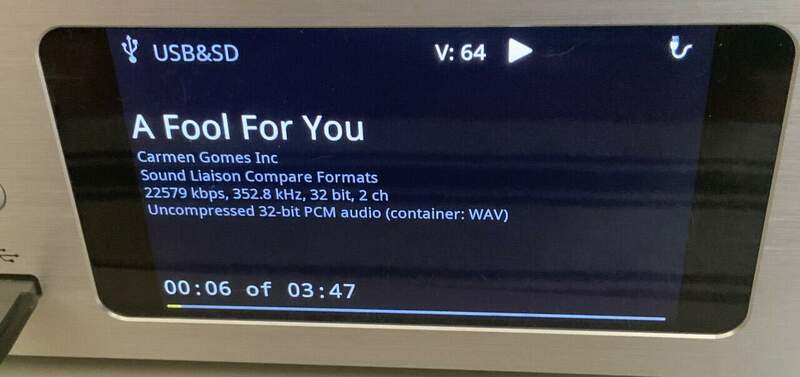 USB&SD V: 64
A Fool For You
Carmen Gomes Inc
Sound Liaison Compare Formats
22579 kbps, 352.8 kHz, 32 bit, 2 ch
Uncompressed 32-bit PCM audio (container: WAV)
00:06 of 03:47